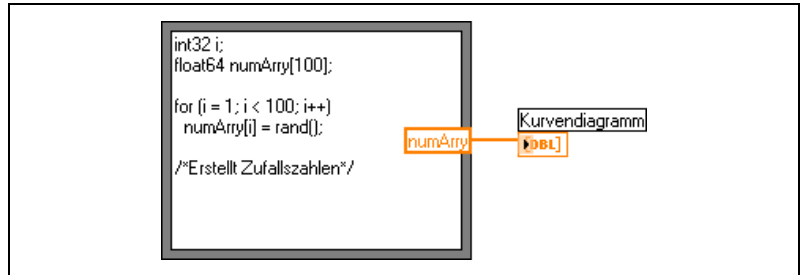 int32 i;
float64 numArry[100];
for (i = 1; i < 100; i++)
numArry[i] = rand();
numArry
/*Erstellt Zufallszahlen*/
Kurvendiagramm
DBL